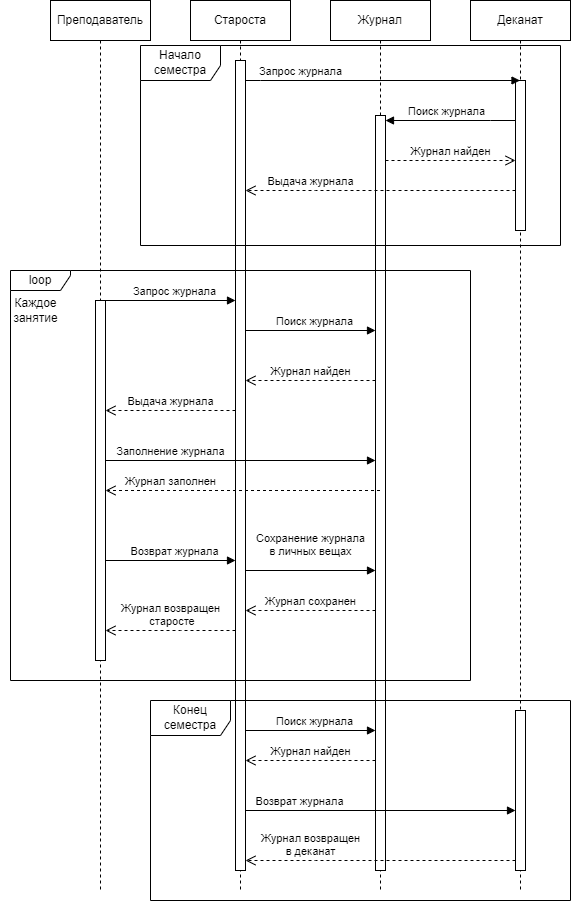 Преподаватель
Староста
Журнал
Деканат
Начало
семестра
Запрос журнала
Поиск журнала
Журнал найден
Выдача журнала
loop
Каждое
занятие
Запрос журнала
Поиск журнала
Журнал найден
Выдача журнала
Заполнение журнала
Журнал заполнен
Возврат журнала
Сохранение журнала
в личных вещах
Журнал сохранен
Журнал возвращен
старосте
Конец
семестра
Поиск журнала
Журнал найден
Возврат журнала
Журнал возвращен
в деканат